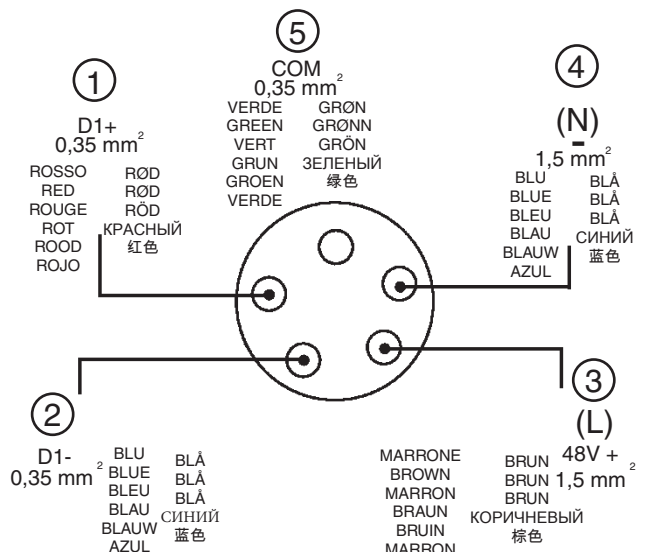 1
D1+
0,35 mm²
ROSSO
RED
ROUGE
ROT
ROOD
ROJO
RØD
RØD
RÖD
КРАСНЫЙ
红色
5
COM
0,35 mm²
VERDE
GREEN
VERT
GRUN
GROEN
VERDE
GRØN
GRØNN
GRÖN
ЗЕЛЕНЫЙ
绿色
4
(N)
-
1,5 mm²
BLU
BLUE
BLEU
BLAU
BLAUW
AZUL
BLÅ
BLÅ
BLÅ
СИНИЙ
蓝色
2
D1-
0,35 mm²
BLU
BLUE
BLEU
BLAU
BLAUW
AZUL
BLÅ
BLÅ
BLÅ
СИНИЙ
蓝色
3
(L)
48V +
1,5 mm²
MARRONE
BROWN
MARRON
BRAUN
BRUIN
MARRON
BRUN
BRUN
BRUN
КОРИЧНЕВЫЙ
棕色